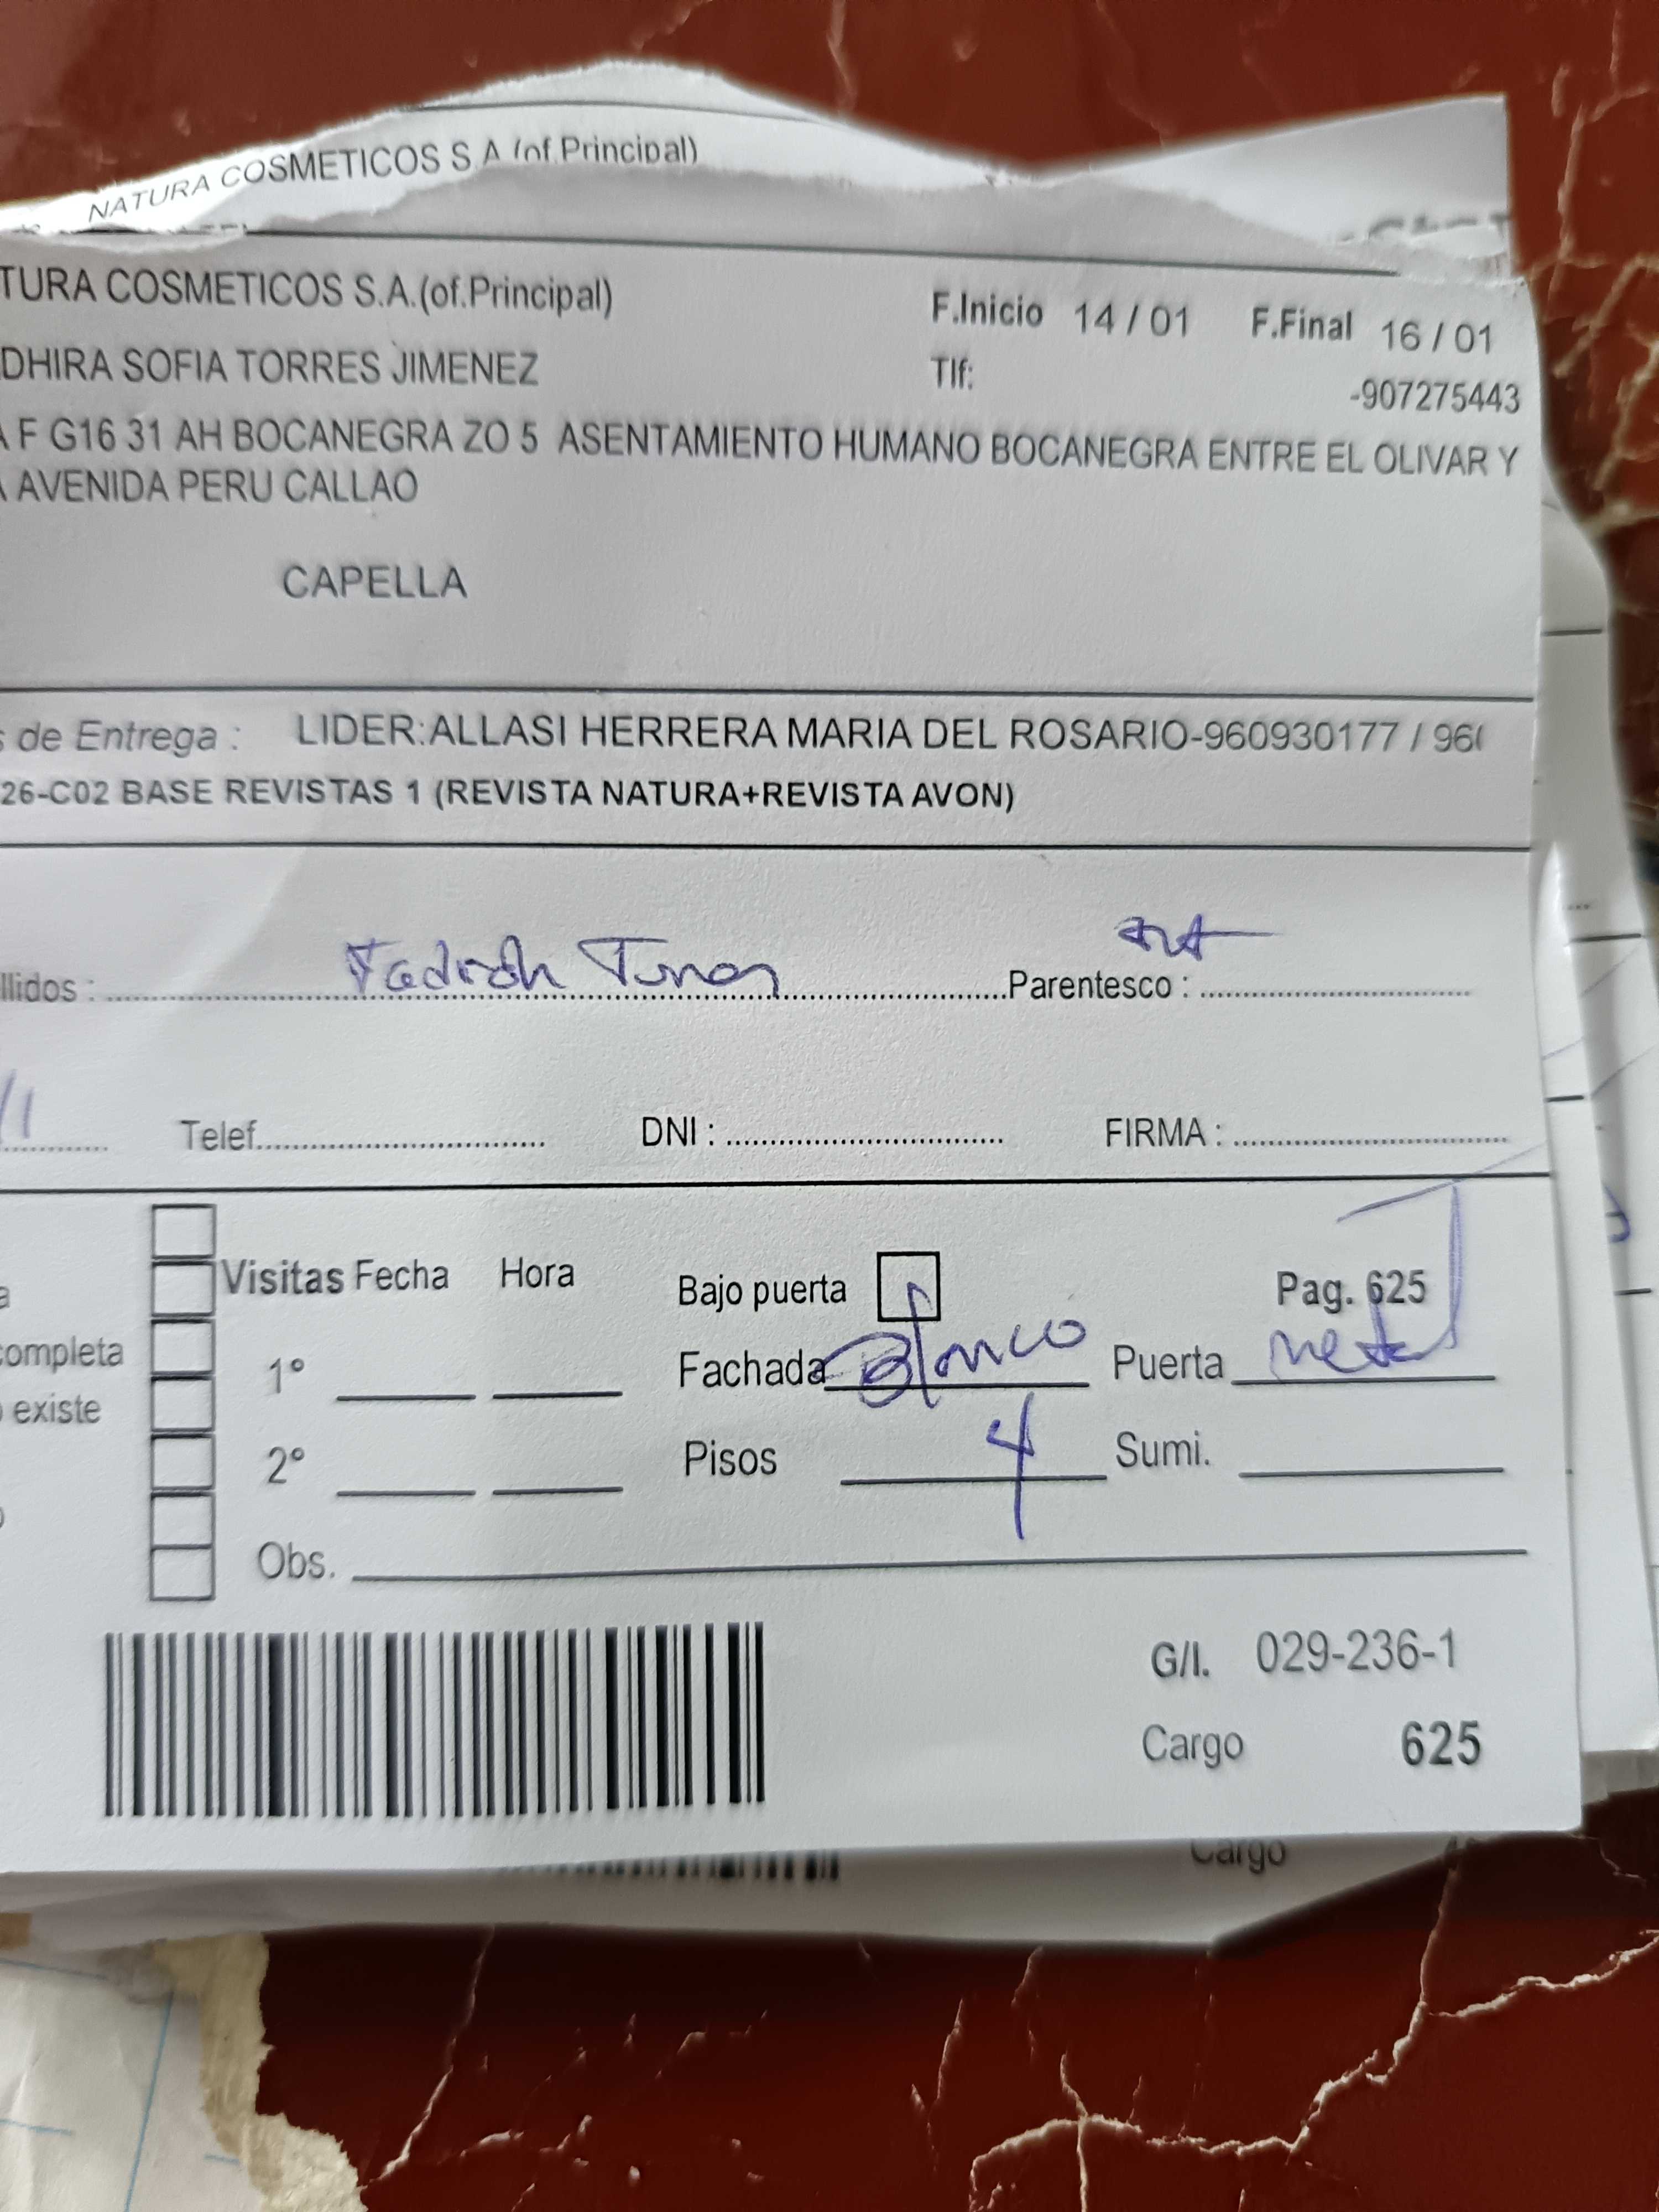 NATURA COSMETICOS S.A.(of.Principal)
TURA COSMETICOS S.A.(of.Principal) F.Inicio 14/01 F.Final 16/01
DHIRA SOFIA TORRES JIMENEZ Tlf: -907275443
A F G16 31 AH BOCANEGRA ZO 5 ASENTAMIENTO HUMANO BOCANEGRA ENTRE EL OLIVAR Y
A AVENIDA PERU CALLAO
CAPELLA
s de Entrega : LIDER:ALLASI HERRERA MARIA DEL ROSARIO-960930177 / 960
26-C02 BASE REVISTAS 1 (REVISTA NATURA+REVISTA AVON)
llidos : Parentesco :
Telef. DNI : FIRMA :
Visitas Fecha Hora Bajo puerta Pag. 625
completa 1° Fachada Blanco Puerta metal
existe 2° Pisos 4 Sumi.
Obs.
G/I. 029-236-1
Cargo 625
Cargo